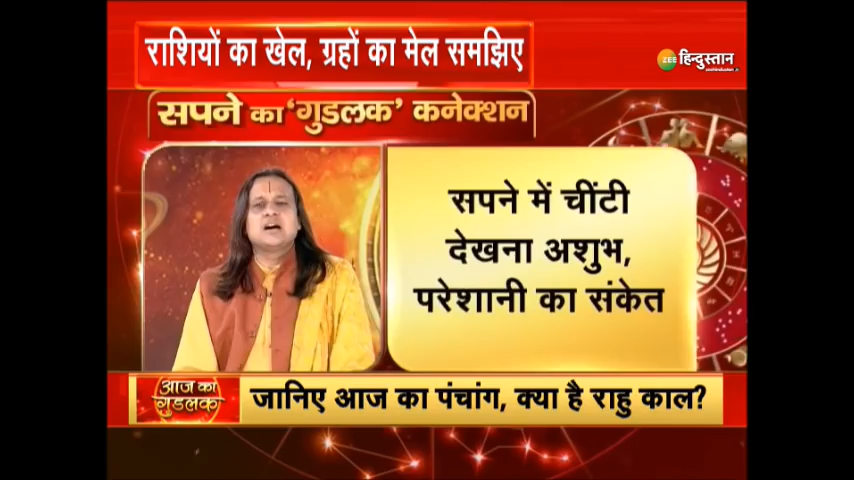 राशियों का खेल, ग्रहों का मेल समझिए
ZEE हिन्दुस्तान
सपने का 'गुडलक' कनेक्शन
सपने में चींटी
देखना अशुभ,
परेशानी का संकेत
आज का
गुडलक
जानिए आज का पंचांग, क्या है राहु काल?